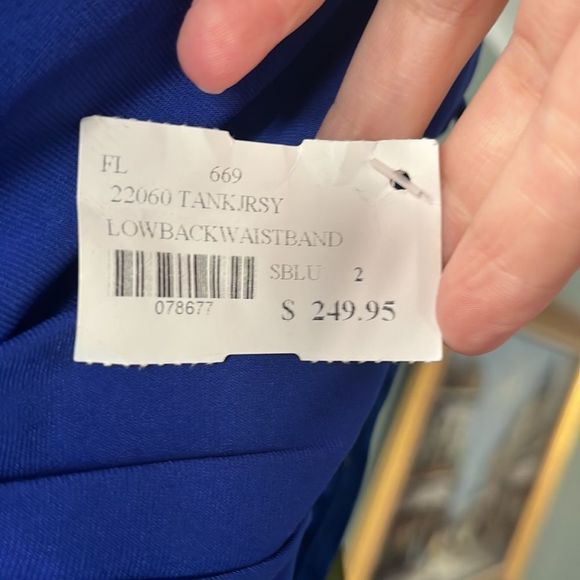 FL 669
22060 TANKJRSY
LOWBACKWAISTBAND
SBLU 2
078677
$ 249.95